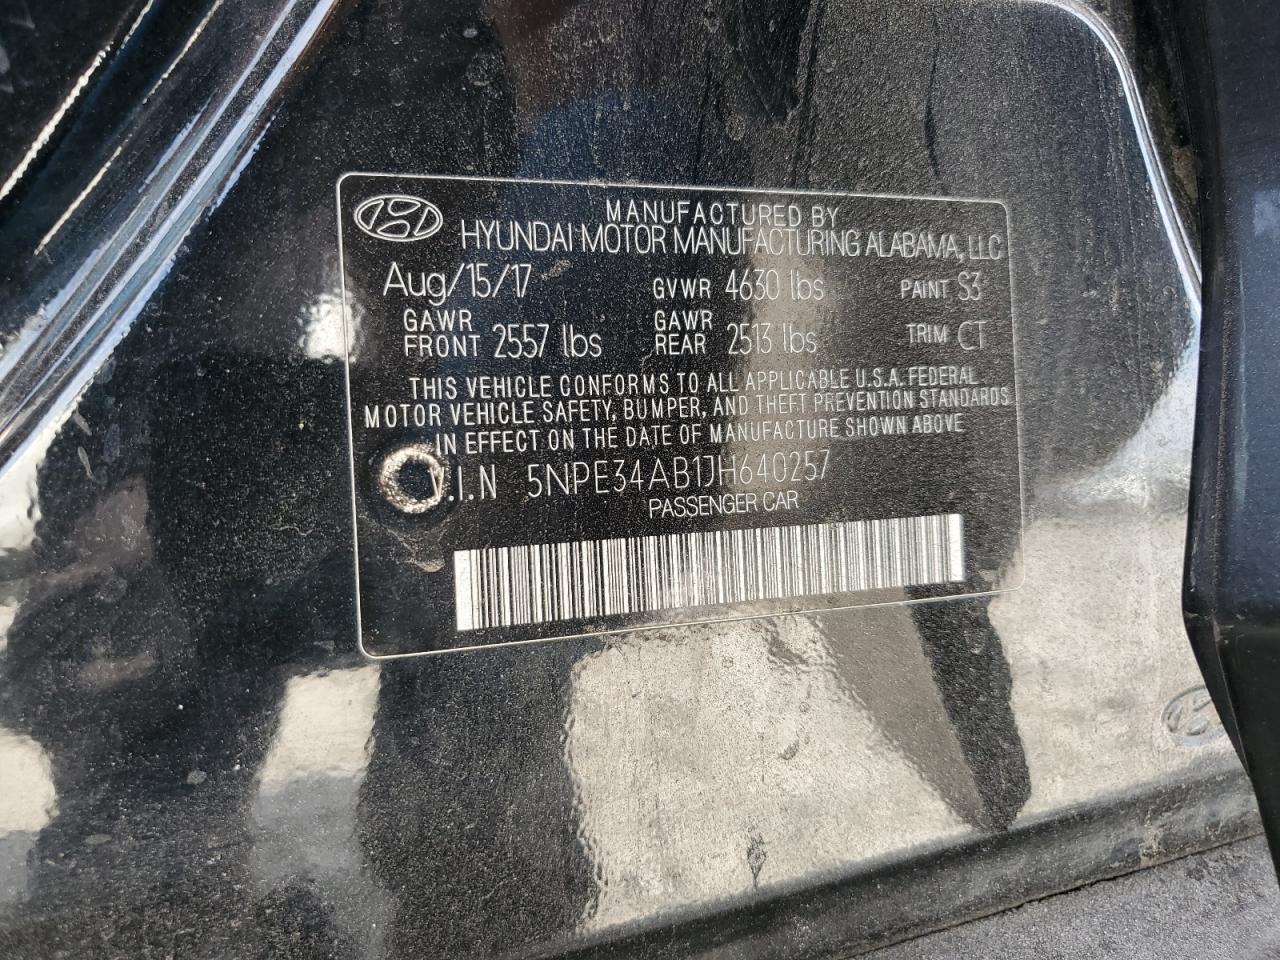 MANUFACTURED BY
HYUNDAI MOTOR MANUFACTURING ALABAMA, LLC
Aug/15/17 GVWR 4630 lbs PAINT S3
GAWR FRONT 2557 lbs GAWR REAR 2513 lbs TRIM CT
THIS VEHICLE CONFORMS TO ALL APPLICABLE U.S.A. FEDERAL
MOTOR VEHICLE SAFETY, BUMPER, AND THEFT PREVENTION STANDARDS
IN EFFECT ON THE DATE OF MANUFACTURE SHOWN ABOVE
V.I.N 5NPE34AB1JH640257
PASSENGER CAR